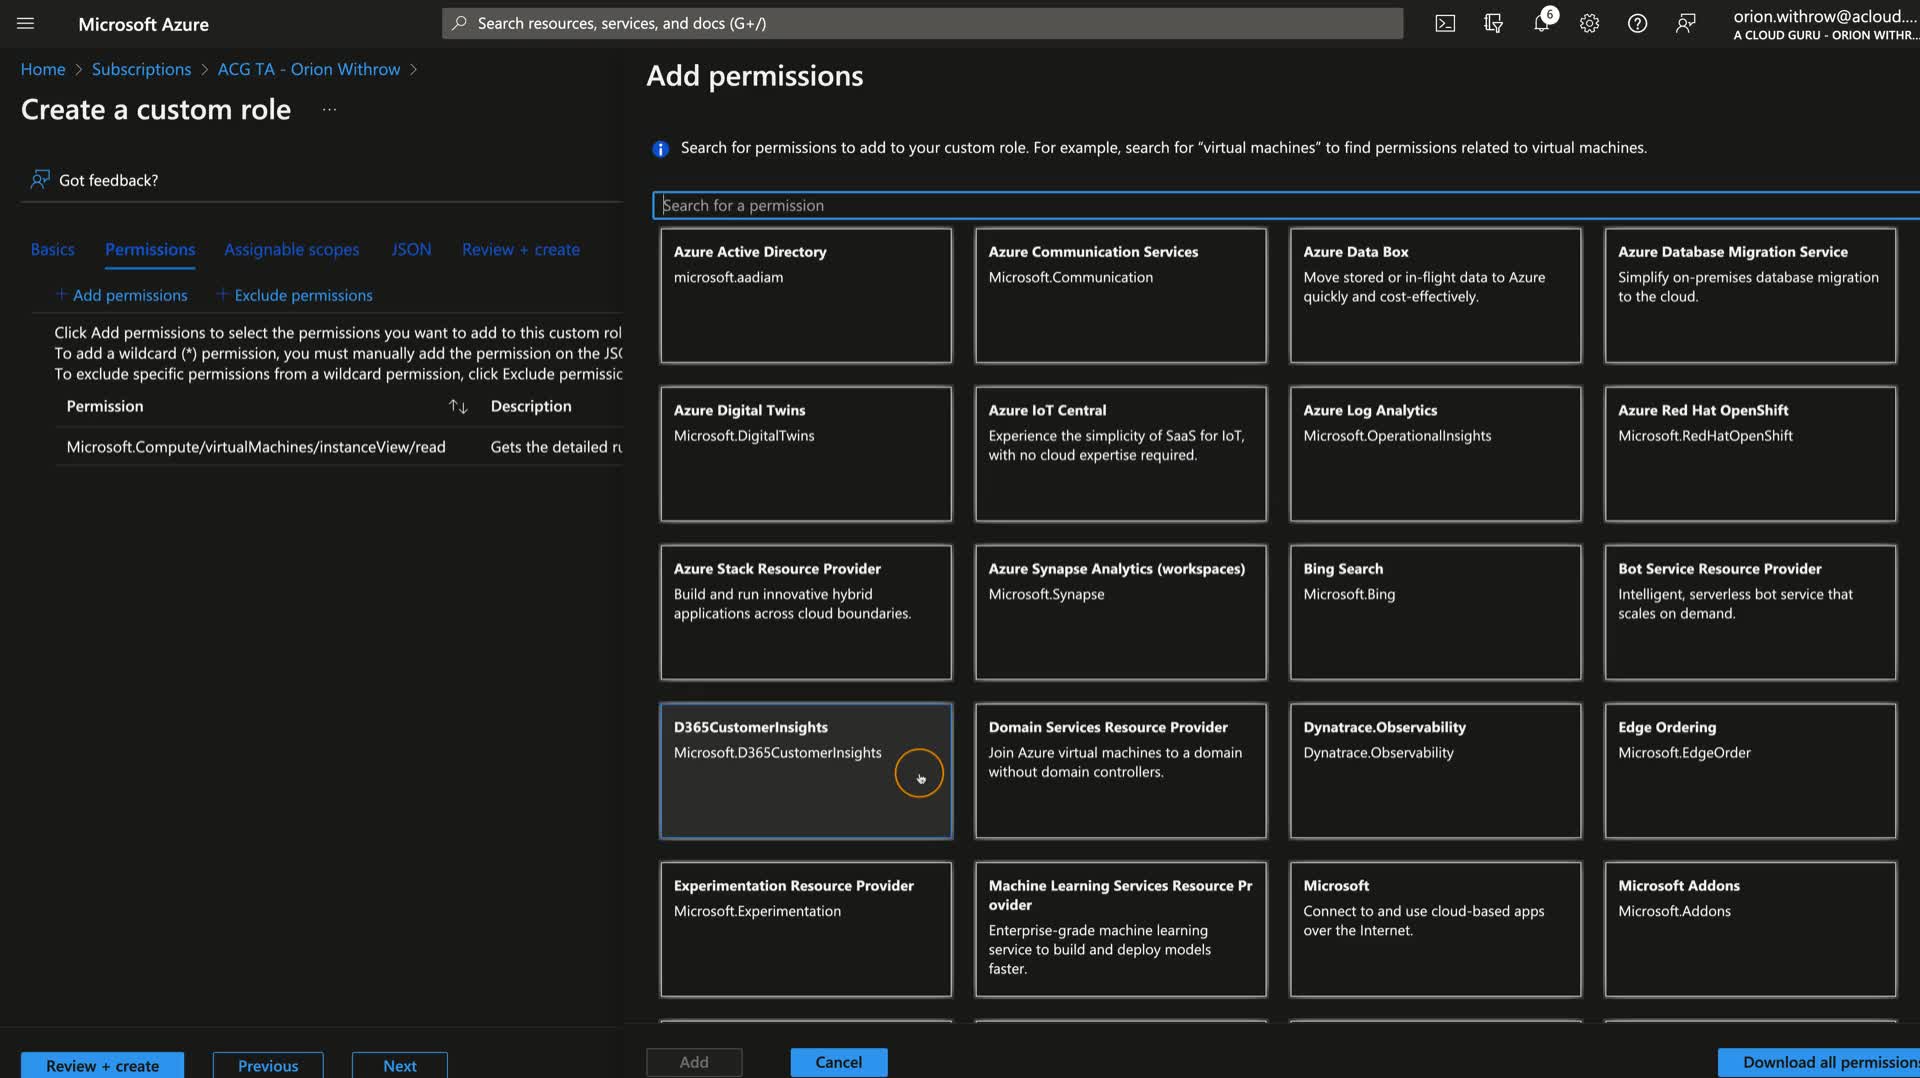 Microsoft Azure
Search resources, services, and docs (G+/)
6
orion.withrow@acloud....
A CLOUD GURU - ORION WITHR...
Home > Subscriptions > ACG TA - Orion Withrow >
Create a custom role ...
Got feedback?
Basics Permissions Assignable scopes JSON Review + create
+ Add permissions + Exclude permissions
Click Add permissions to select the permissions you want to add to this custom rol
To add a wildcard (*) permission, you must manually add the permission on the JSO
To exclude specific permissions from a wildcard permission, click Exclude permissic
Permission Description
Microsoft.Compute/virtualMachines/instanceView/read Gets the detailed ru
Review + create Previous Next
Add permissions
Search for permissions to add to your custom role. For example, search for “virtual machines” to find permissions related to virtual machines.
Search for a permission
Azure Active Directory
microsoft.aadiam
Azure Communication Services
Microsoft.Communication
Azure Data Box
Move stored or in-flight data to Azure
quickly and cost-effectively.
Azure Database Migration Service
Simplify on-premises database migration
to the cloud.
Azure Digital Twins
Microsoft.DigitalTwins
Azure IoT Central
Experience the simplicity of SaaS for IoT,
with no cloud expertise required.
Azure Log Analytics
Microsoft.OperationalInsights
Azure Red Hat OpenShift
Microsoft.RedHatOpenShift
Azure Stack Resource Provider
Build and run innovative hybrid
applications across cloud boundaries.
Azure Synapse Analytics (workspaces)
Microsoft.Synapse
Bing Search
Microsoft.Bing
Bot Service Resource Provider
Intelligent, serverless bot service that
scales on demand.
D365CustomerInsights
Microsoft.D365CustomerInsights
Domain Services Resource Provider
Join Azure virtual machines to a domain
without domain controllers.
Dynatrace.Observability
Dynatrace.Observability
Edge Ordering
Microsoft.EdgeOrder
Experimentation Resource Provider
Microsoft.Experimentation
Machine Learning Services Resource Pr
ovider
Enterprise-grade machine learning
service to build and deploy models
faster.
Microsoft
Connect to and use cloud-based apps
over the Internet.
Microsoft Addons
Microsoft.Addons
Add Cancel Download all permissions